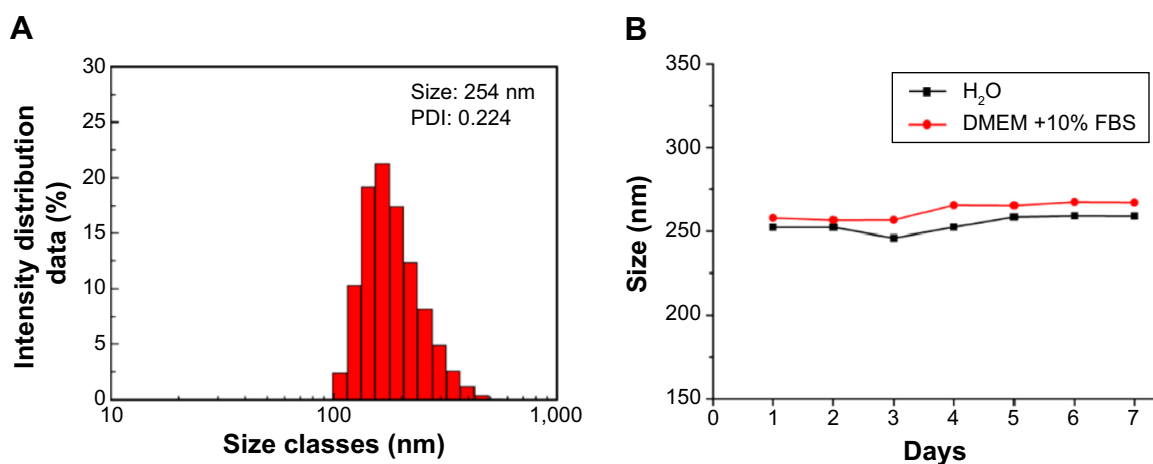 A
Intensity distribution
data (%)
30
25
20
15
10
5
0
Size: 254 nm
PDI: 0.224
10
100
1,000
Size classes (nm)
B
Size (nm)
350
300
250
200
150
H₂O
DMEM +10% FBS
0
1
2
3
4
5
6
7
Days